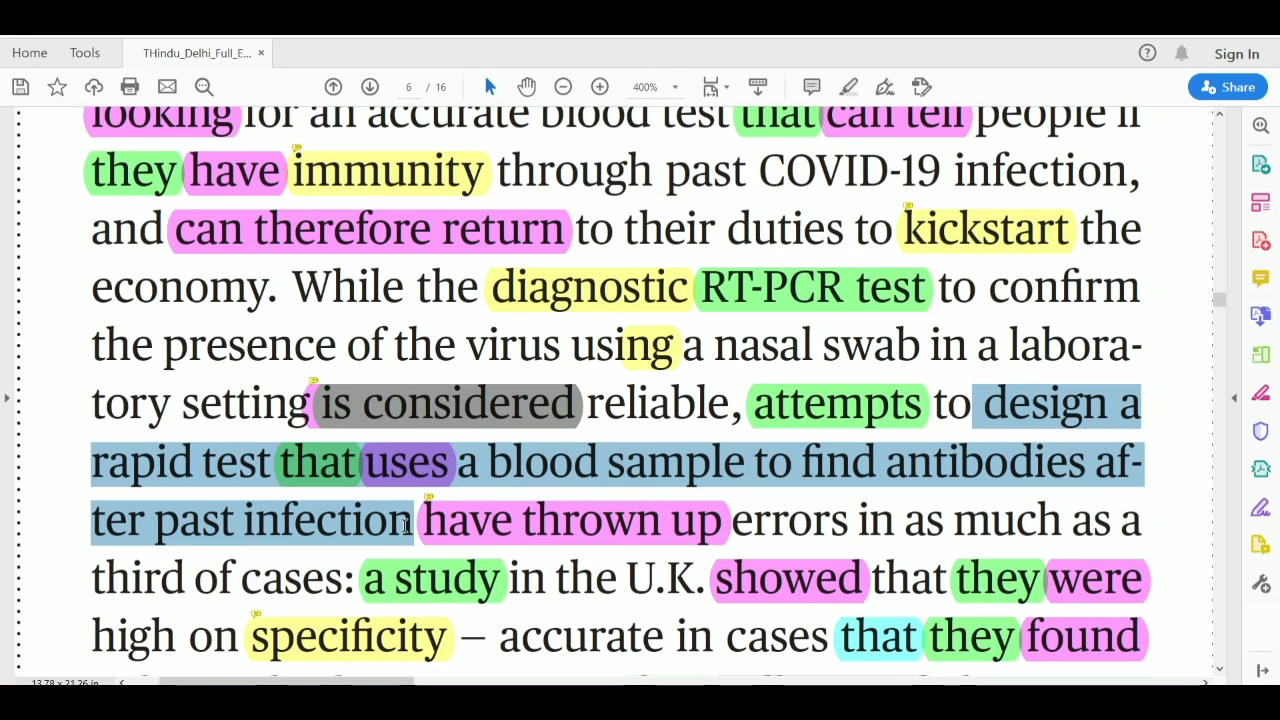 Home Tools THindu_Delhi_Full_E... × Sign In
6 / 16 400% Share
looking for an accurate blood test that can tell people if
they have immunity through past COVID-19 infection,
and can therefore return to their duties to kickstart the
economy. While the diagnostic RT-PCR test to confirm
the presence of the virus using a nasal swab in a labora-
tory setting is considered reliable, attempts to design a
rapid test that uses a blood sample to find antibodies af-
ter past infection have thrown up errors in as much as a
third of cases: a study in the U.K. showed that they were
high on specificity – accurate in cases that they found
13.78 x 21.26 in